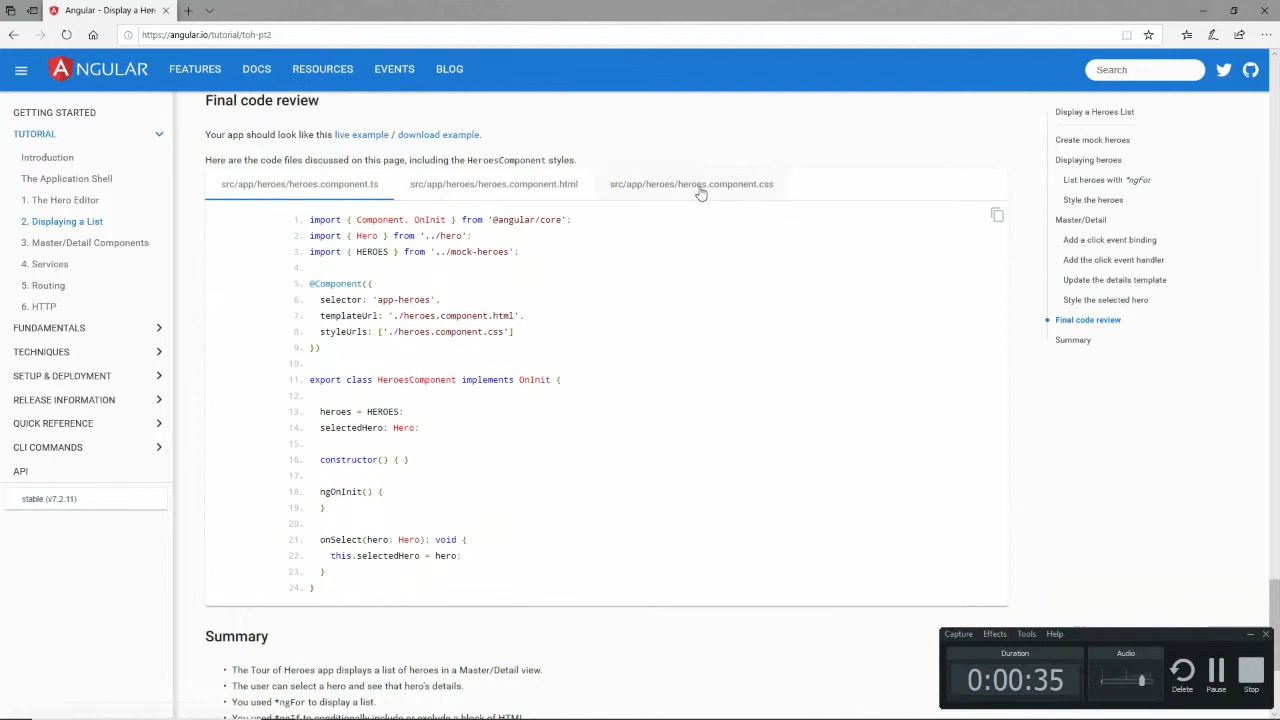 Angular - Display a Her
https://angular.io/tutorial/toh-pt2
ANGULAR
FEATURES
DOCS
RESOURCES
EVENTS
BLOG
Search
GETTING STARTED
TUTORIAL
Introduction
The Application Shell
1. The Hero Editor
2. Displaying a List
3. Master/Detail Components
4. Services
5. Routing
6. HTTP
FUNDAMENTALS
TECHNIQUES
SETUP & DEPLOYMENT
RELEASE INFORMATION
QUICK REFERENCE
CLI COMMANDS
API
stable (v7.2.11)
Final code review
Your app should look like this live example / download example.
Here are the code files discussed on this page, including the HeroesComponent styles.
src/app/heroes/heroes.component.ts
src/app/heroes/heroes.component.html
src/app/heroes/heroes.component.css
1. import { Component, OnInit } from '@angular/core';
2. import { Hero } from '../hero';
3. import { HEROES } from '../mock-heroes';
4.
5. @Component({
6. selector: 'app-heroes',
7. templateUrl: './heroes.component.html',
8. styleUrls: ['./heroes.component.css']
9. })
10.
11. export class HeroesComponent implements OnInit {
12.
13. heroes = HEROES;
14. selectedHero: Hero;
15.
16. constructor() { }
17.
18. ngOnInit() {
19. }
20.
21. onSelect(hero: Hero): void {
22. this.selectedHero = hero;
23. }
24. }
Summary
• The Tour of Heroes app displays a list of heroes in a Master/Detail view.
• The user can select a hero and see that hero's details.
• You used *ngFor to display a list.
• You used *ngIf to conditionally include or exclude a block of HTML.
Display a Heroes List
Create mock heroes
Displaying heroes
List heroes with *ngFor
Style the heroes
Master/Detail
Add a click event binding
Add the click event handler
Update the details template
Style the selected hero
Final code review
Summary
Capture Effects Tools Help
Duration
0:00:35
Audio
Delete
Pause
Stop